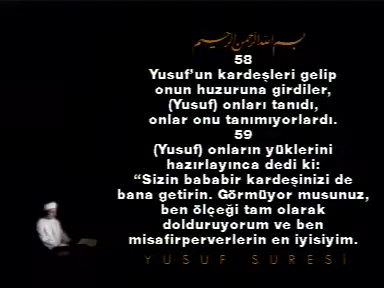 بسم الله الرحمن الرحيم
58
Yusuf'un kardeşleri gelip
onun huzuruna girdiler,
(Yusuf) onları tanıdı,
onlar onu tanımıyorlardı.
59
(Yusuf) onların yüklerini
hazırlayınca dedi ki:
“Sizin bababir kardeşinizi de
bana getirin. Görmüyor musunuz,
ben ölçeği tam olarak
dolduruyorum ve ben
misafirperverlerin en iyisiyim.
YUSUF SURESİ